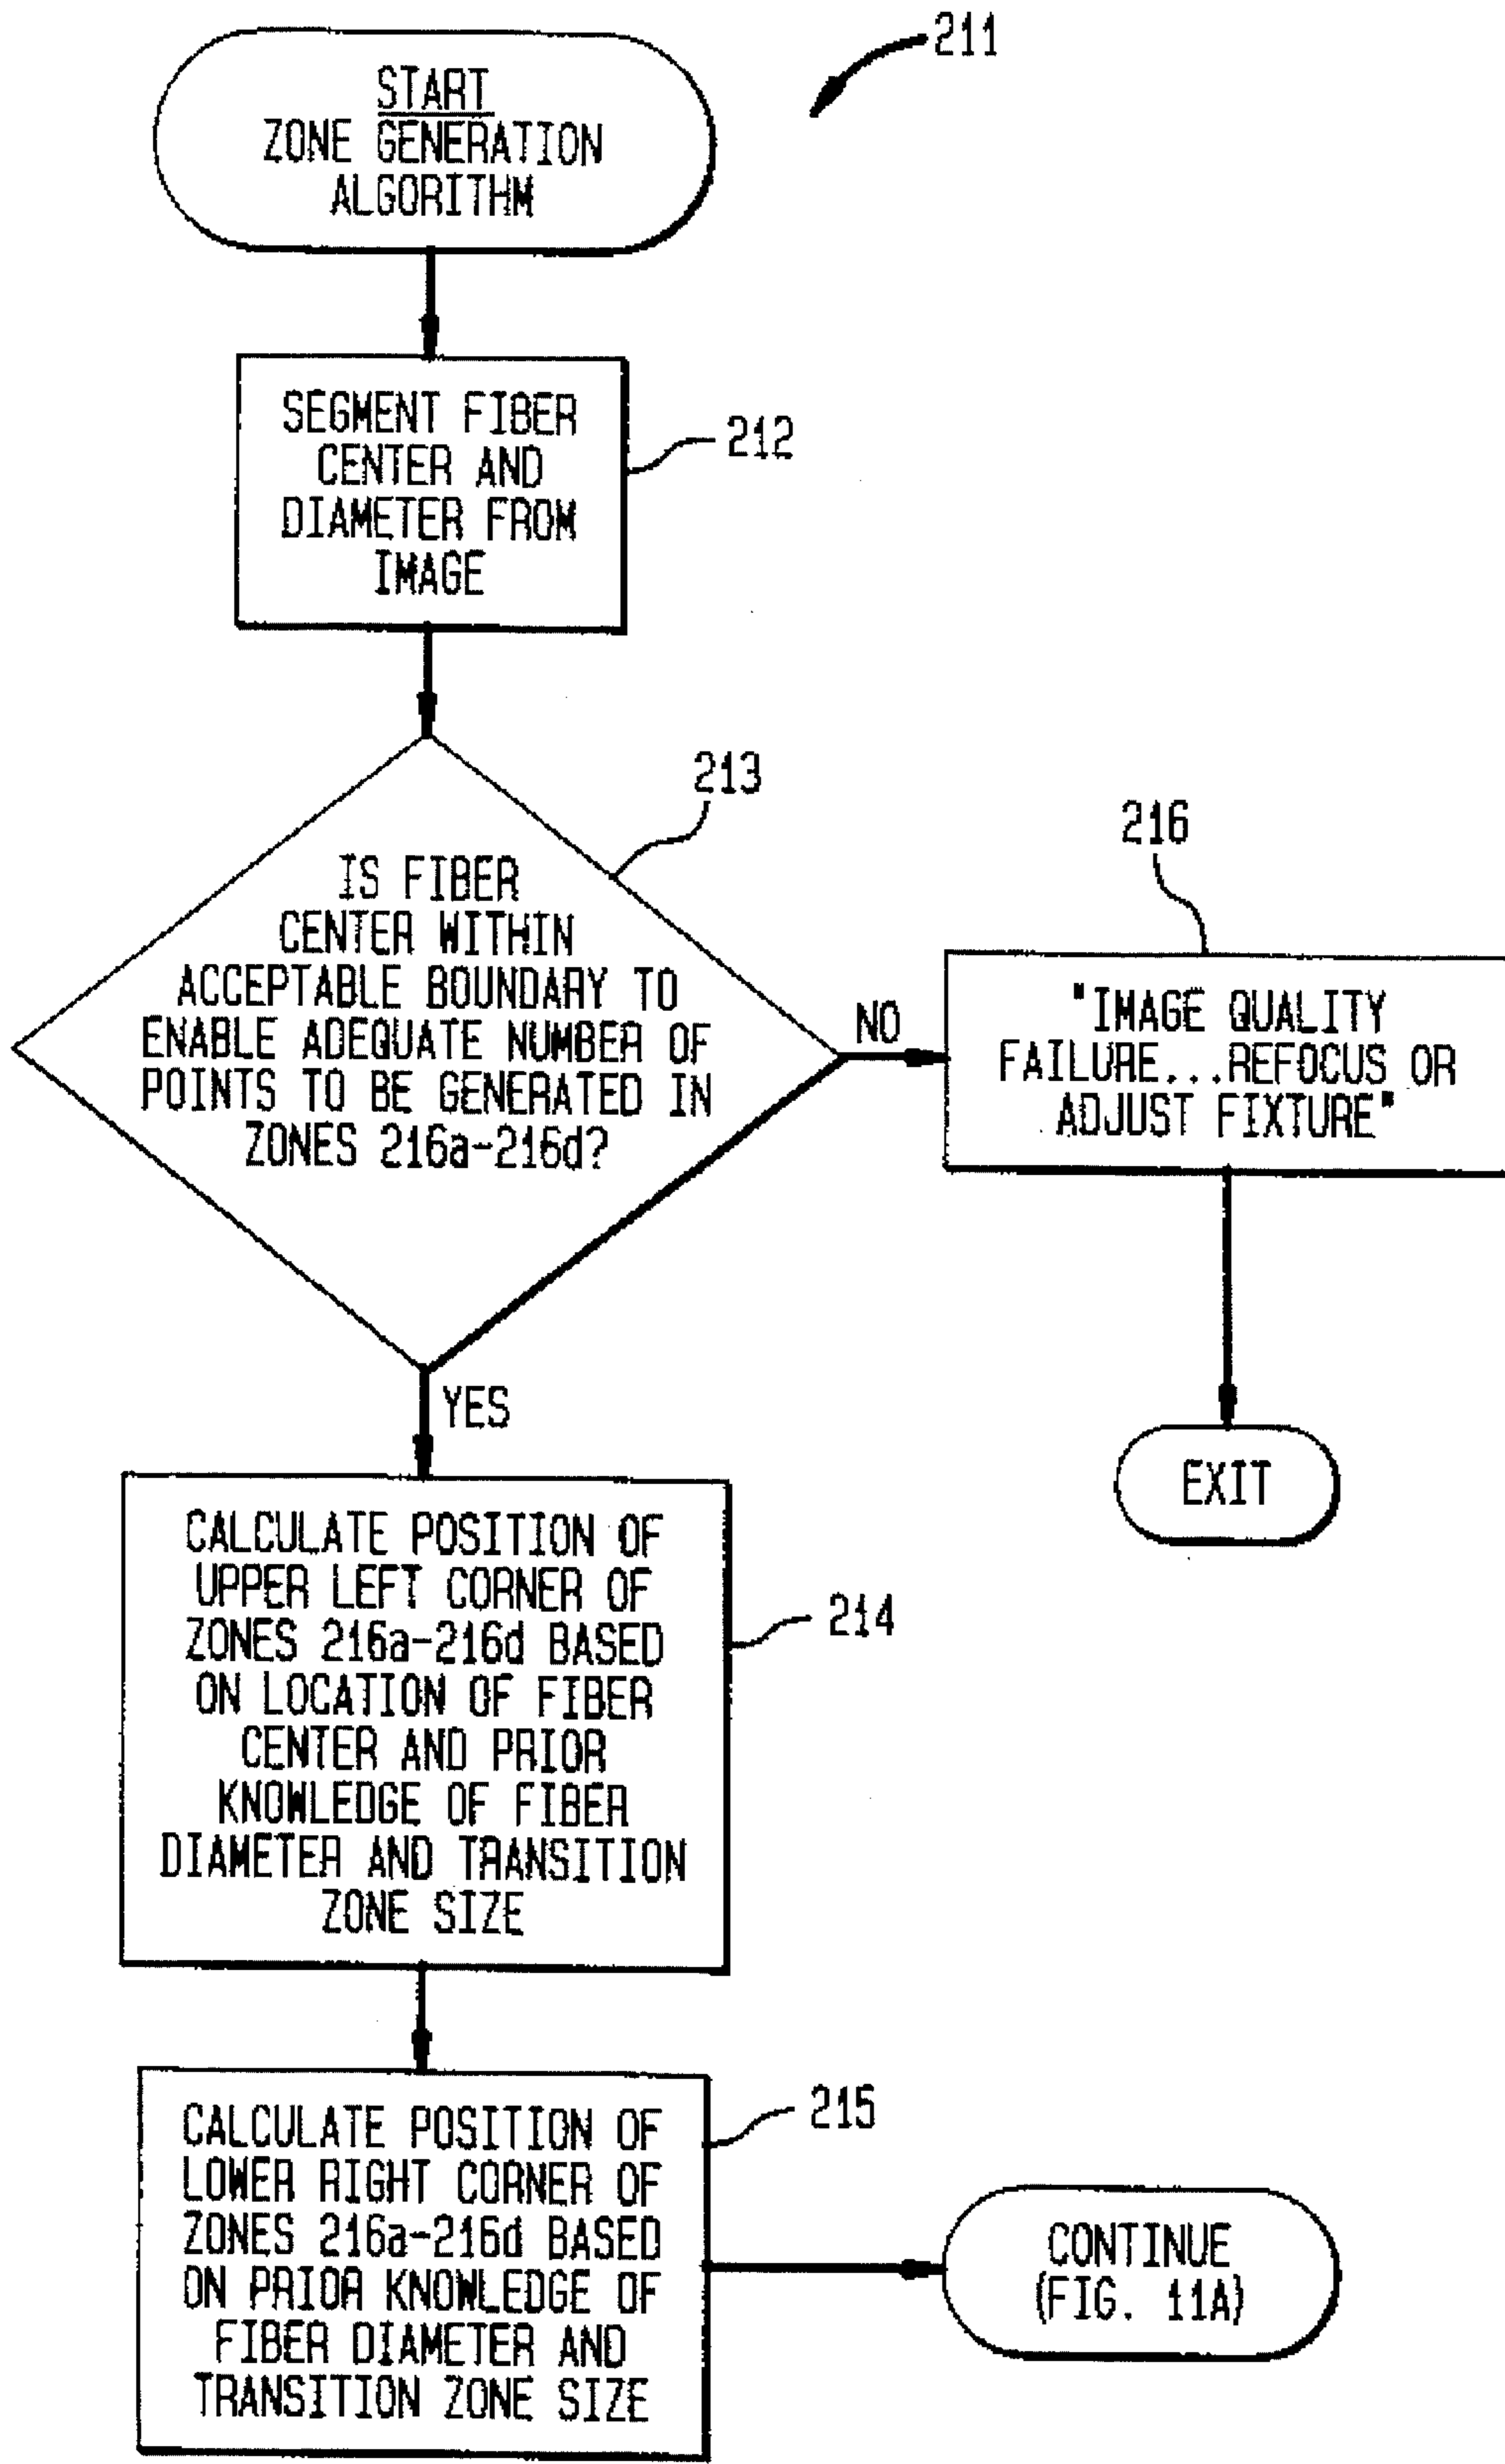 211
START
ZONE GENERATION
ALGORITHM
SEGMENT FIBER
CENTER AND
DIAMETER FROM
IMAGE
212
213
IS FIBER
CENTER WITHIN
ACCEPTABLE BOUNDARY TO
ENABLE ADEQUATE NUMBER OF
POINTS TO BE GENERATED IN
ZONES 216a-216d?
NO
216
"IMAGE QUALITY
FAILURE...REFOCUS OR
ADJUST FIXTURE"
EXIT
YES
CALCULATE POSITION OF
UPPER LEFT CORNER OF
ZONES 216a-216d BASED
ON LOCATION OF FIBER
CENTER AND PRIOR
KNOWLEDGE OF FIBER
DIAMETER AND TRANSITION
ZONE SIZE
214
CALCULATE POSITION OF
LOWER RIGHT CORNER OF
ZONES 216a-216d BASED
ON PRIOR KNOWLEDGE OF
FIBER DIAMETER AND
TRANSITION ZONE SIZE
215
CONTINUE
(FIG. 11A)